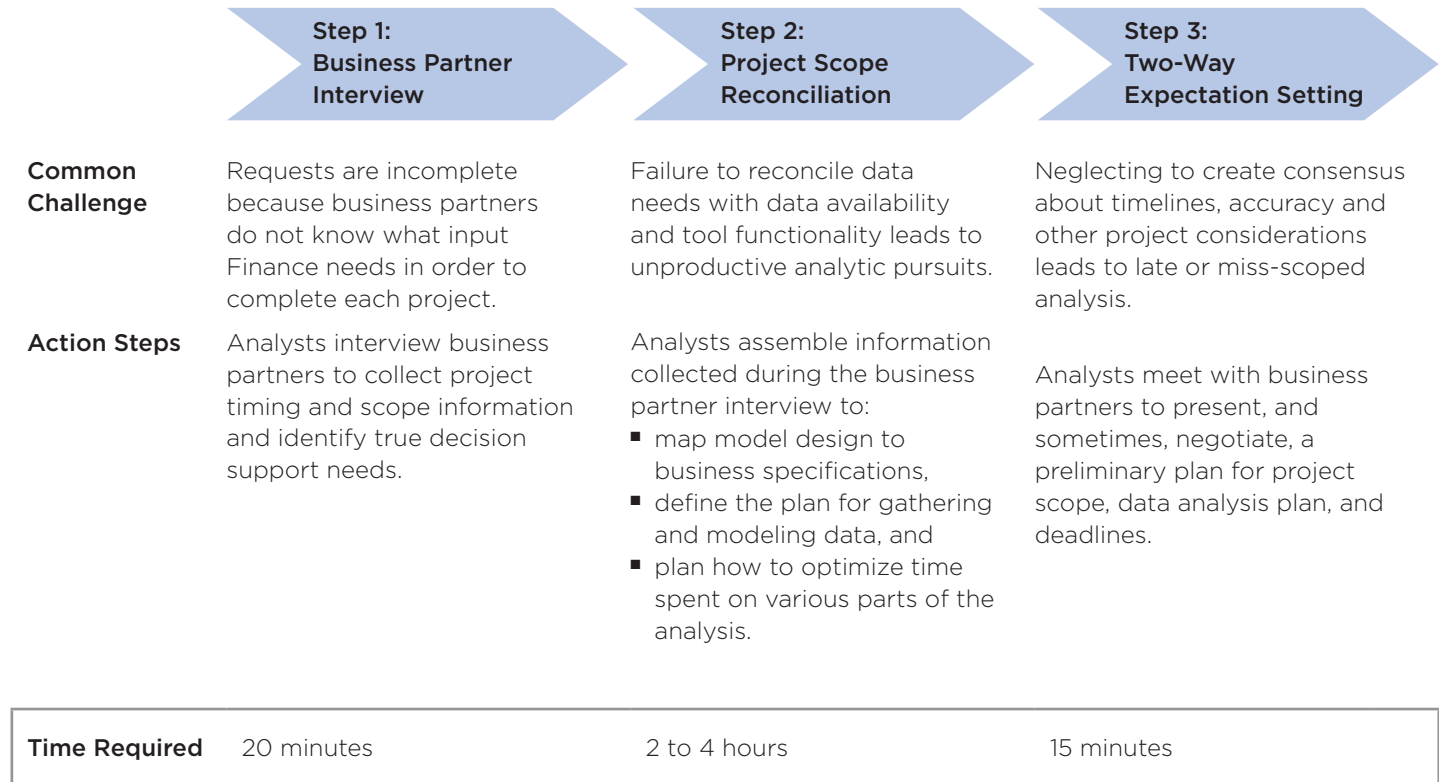 Step 1:
Business Partner
Interview
Step 2:
Project Scope
Reconciliation
Step 3:
Two-Way
Expectation Setting
Common
Challenge
Requests are incomplete
because business partners
do not know what input
Finance needs in order to
complete each project.
Failure to reconcile data
needs with data availability
and tool functionality leads to
unproductive analytic pursuits.
Neglecting to create consensus
about timelines, accuracy and
other project considerations
leads to late or miss-scoped
analysis.
Action Steps
Analysts interview business
partners to collect project
timing and scope information
and identify true decision
support needs.
Analysts assemble information
collected during the business
partner interview to:
▪ map model design to
business specifications,
▪ define the plan for gathering
and modeling data, and
▪ plan how to optimize time
spent on various parts of the
analysis.
Analysts meet with business
partners to present, and
sometimes, negotiate, a
preliminary plan for project
scope, data analysis plan, and
deadlines.
Time Required
20 minutes
2 to 4 hours
15 minutes